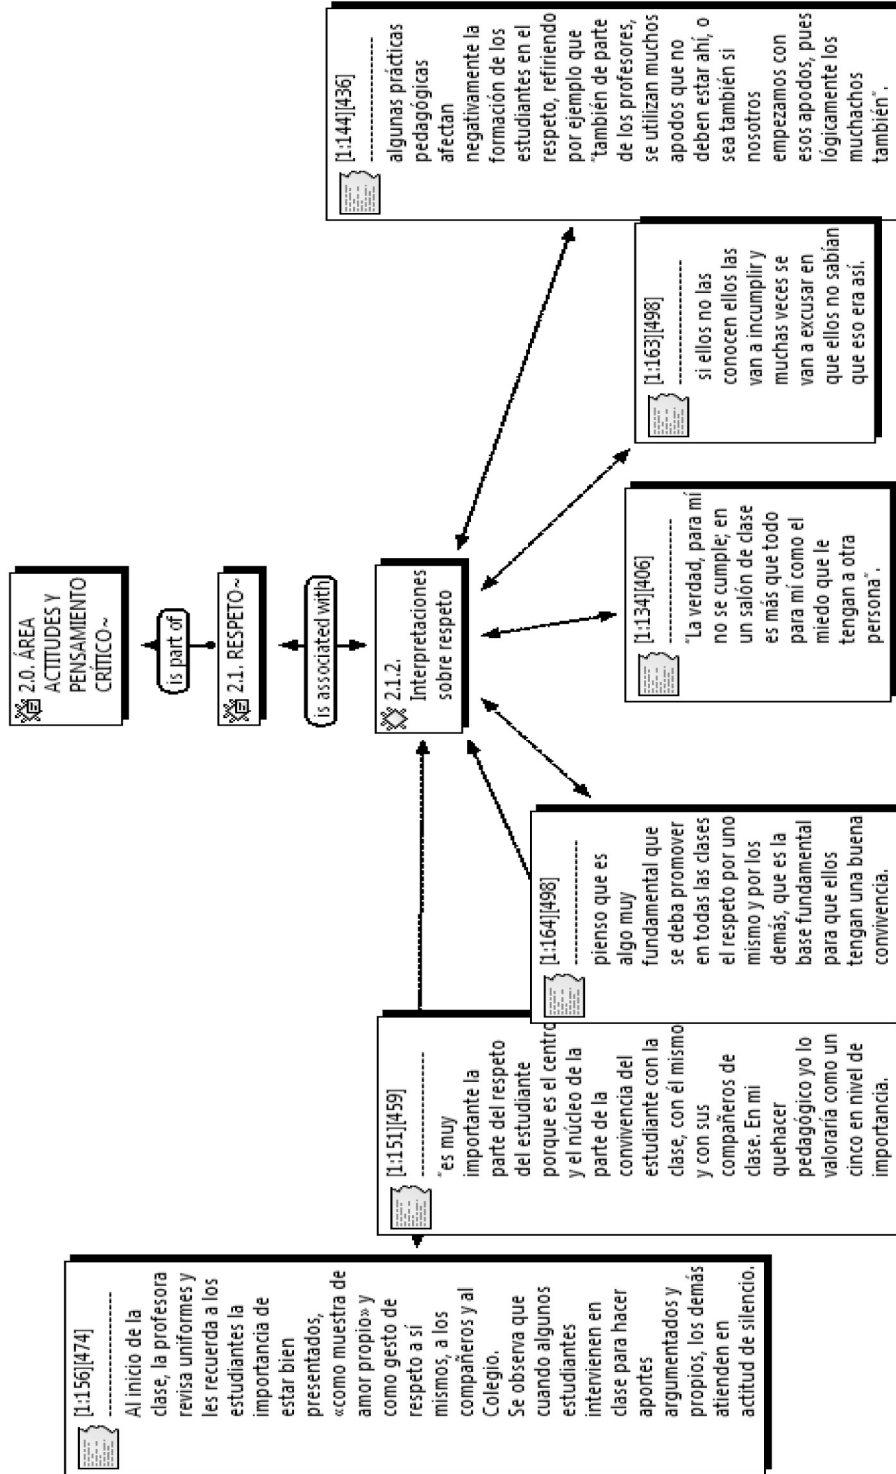 2.0. ÁREA
ACTITUDES Y
PENSAMIENTO
CRÍTICO~
is part of
2.1. RESPETO~
is associated with
2.1.2.
Interpretaciones
sobre respeto
[1:156][474]
--------------------
Al inicio de la
clase, la profesora
revisa uniformes y
les recuerda a los
estudiantes la
importancia de
estar bien
presentados,
«como muestra de
amor propio» y
como gesto de
respeto a sí
mismos, a los
compañeros y al
Colegio.
Se observa que
cuando algunos
estudiantes
intervienen en
clase para hacer
aportes
argumentados y
propios, los demás
atienden en
actitud de silencio.
[1:151][459]
--------------------
"es muy
importante la
parte del respeto
del estudiante
porque es el centro
y el núcleo de la
parte de la
convivencia del
estudiante con la
clase, con él mismo
y con sus
compañeros de
clase. En mi
quehacer
pedagógico yo lo
valoraría como un
cinco en nivel de
importancia.
[1:164][498]
--------------------
pienso que es
algo muy
fundamental que
se deba promover
en todas las clases
el respeto por uno
mismo y por los
demás, que es la
base fundamental
para que ellos
tengan una buena
convivencia.
[1:134][406]
--------------------
"La verdad, para mí
no se cumple; en
un salón de clase
es más que todo
para mí como el
miedo que le
tengan a otra
persona".
[1:163][498]
--------------------
si ellos no las
conocen ellos las
van a incumplir y
muchas veces se
van a excusar en
que ellos no sabían
que eso era así.
[1:144][436]
--------------------
algunas prácticas
pedagógicas
afectan
negativamente la
formación de los
estudiantes en el
respeto, refiriendo
por ejemplo que
"también de parte
de los profesores,
se utilizan muchos
apodos que no
deben estar ahí, o
sea también si
nosotros
empezamos con
esos apodos, pues
lógicamente los
muchachos
también".